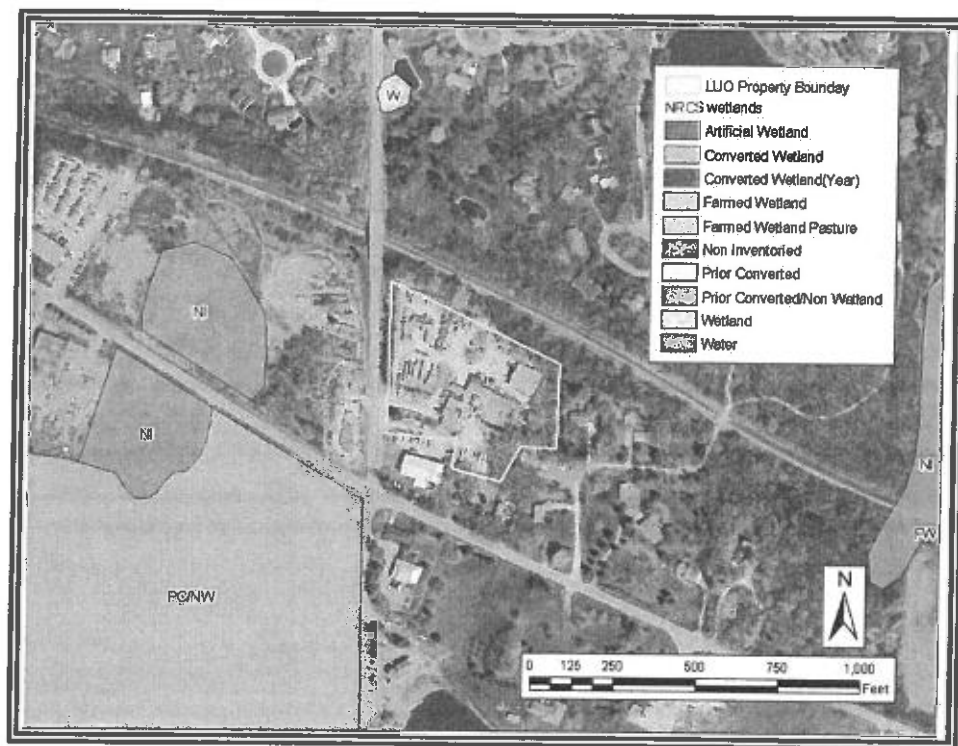 W
LUO Property Bounday
NRCS wetlands
Artificial Wetland
Converted Wetland
Converted Wetland(Year)
Farmed Wetland
Farmed Wetland Pasture
Non Inventoried
Prior Converted
Prior Converted/Non Wetland
Wetland
Water
NI
NI
NI
FW
PC/NW
N
0 125 250 500 750 1,000
Feet